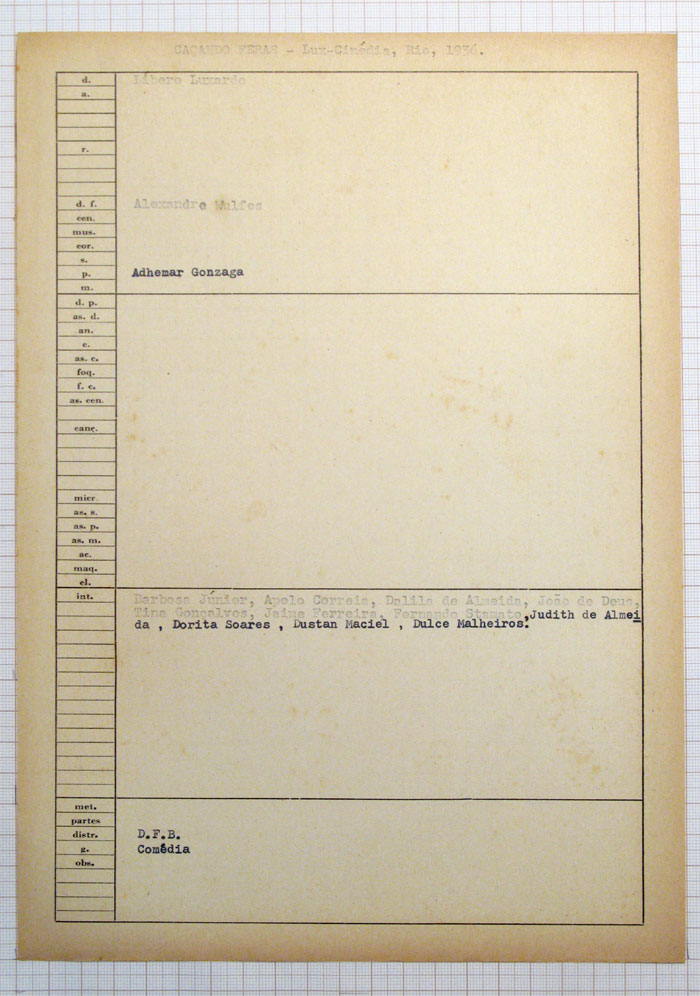 CAÇANDO FERAS - Lux-Cinédia, Rio, 1936.
d. Líbero Luxardo
a.
r.
d. f. Alexandre Wulfes
cen.
mus.
cor.
s.
p. Adhemar Gonzaga
m.
d. p.
as. d.
an.
e.
as. c.
foq.
f. c.
as. cen.
canç.
micr.
as. s.
as. p.
as. m.
ac.
maq.
el.
int. Barbosa Júnior, Apolo Correia, Dalila de Almeida, João de Deus,
Tina Gonçalves, Jaime Ferreira, Fernando Stamato,Judith de Almei
da , Dorita Soares , Dustan Maciel , Dulce Malheiros.
met.
partes
distr. D.F.B.
g. Comédia
obs.